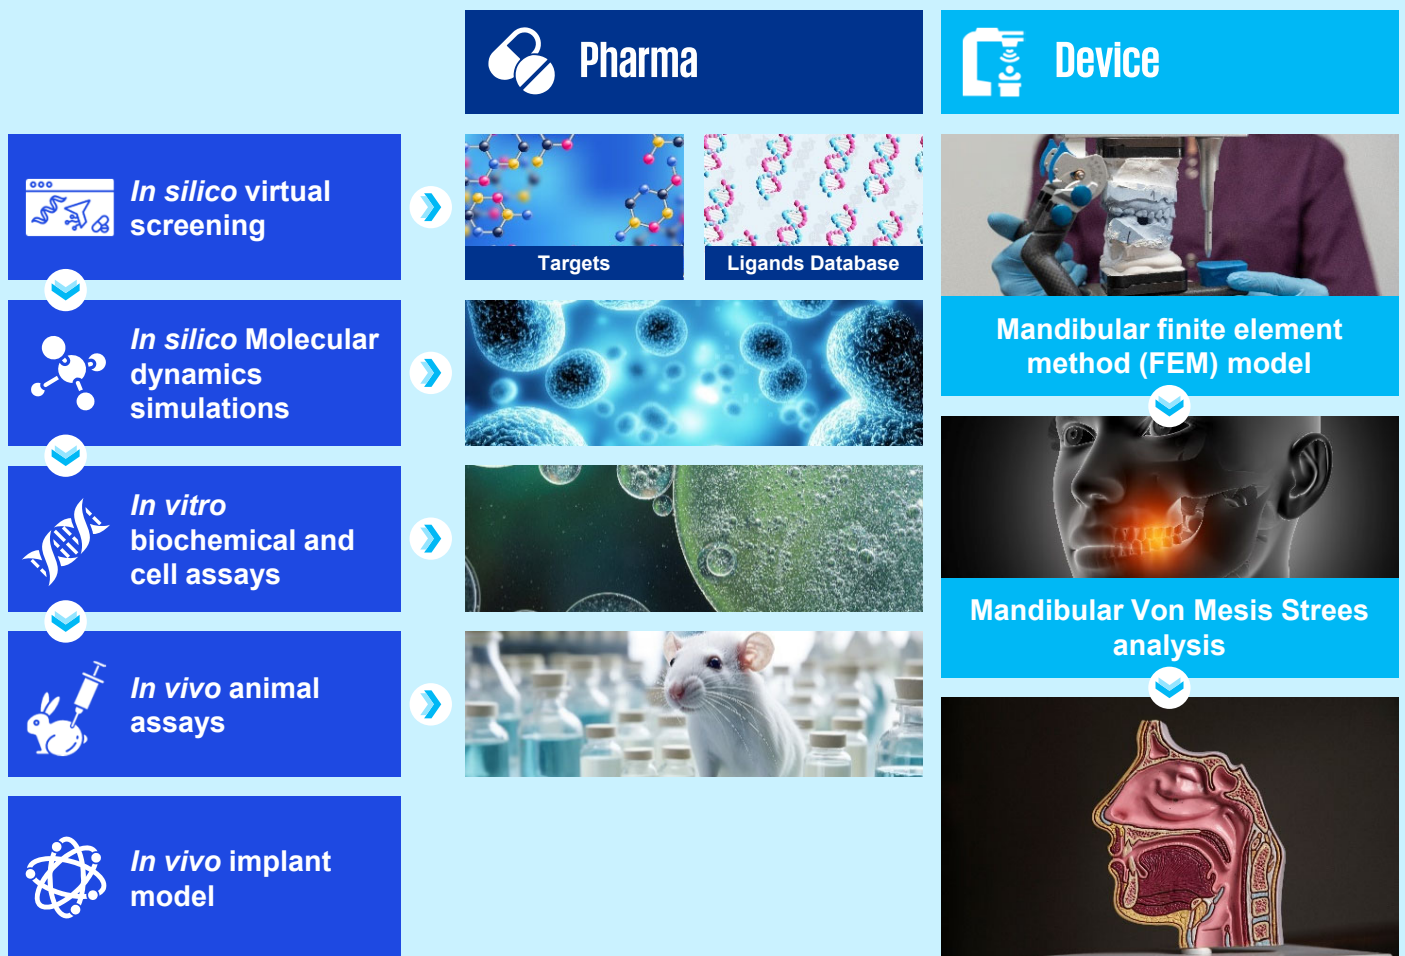 Pharma
Device
In silico virtual
screening
Targets
Ligands Database
Mandibular finite element
method (FEM) model
In silico Molecular
dynamics
simulations
In vitro
biochemical and
cell assays
Mandibular Von Mesis Strees
analysis
In vivo animal
assays
In vivo implant
model